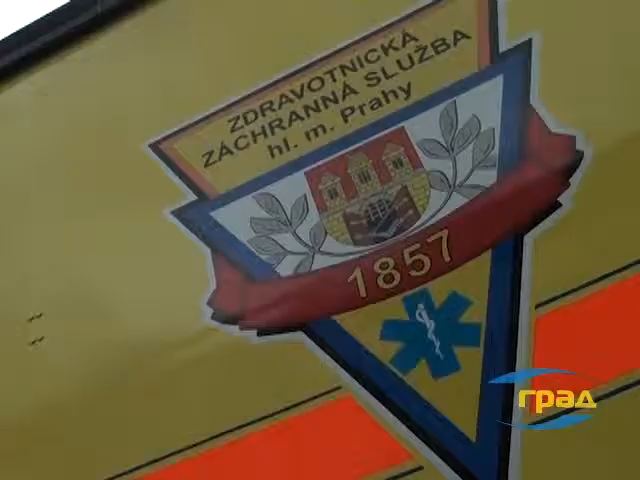 ZDRAVOTNICKÁ
ZÁCHRANNÁ SLUŽBA
hl. m. Prahy
1857
град